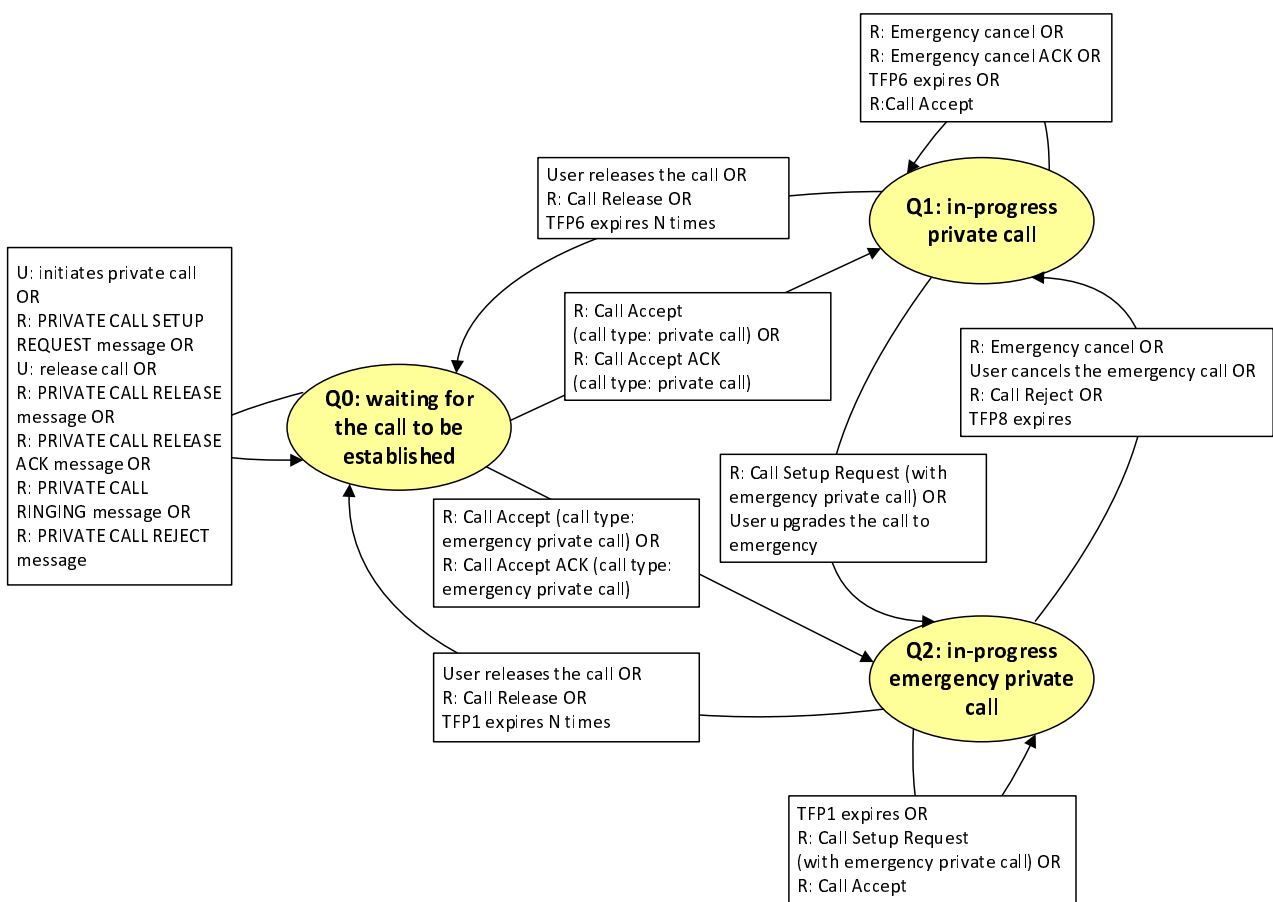 R: Emergency cancel OR
R: Emergency cancel ACK OR
TFP6 expires OR
R:Call Accept
User releases the call OR
R: Call Release OR
TFP6 expires N times
Q1: in-progress
private call
U: initiates private call
OR
R: PRIVATE CALL SETUP
REQUEST message OR
U: release call OR
R: PRIVATE CALL RELEASE
message OR
R: PRIVATE CALL RELEASE
ACK message OR
R: PRIVATE CALL
RINGING message OR
R: PRIVATE CALL REJECT
message
R: Call Accept
(call type: private call) OR
R: Call Accept ACK
(call type: private call)
R: Emergency cancel OR
User cancels the emergency call OR
R: Call Reject OR
TFP8 expires
Q0: waiting for
the call to be
established
R: Call Setup Request (with
emergency private call) OR
User upgrades the call to
emergency
R: Call Accept (call type:
emergency private call) OR
R: Call Accept ACK (call type:
emergency private call)
Q2: in-progress
emergency private
call
User releases the call OR
R: Call Release OR
TFP1 expires N times
TFP1 expires OR
R: Call Setup Request
(with emergency private call) OR
R: Call Accept